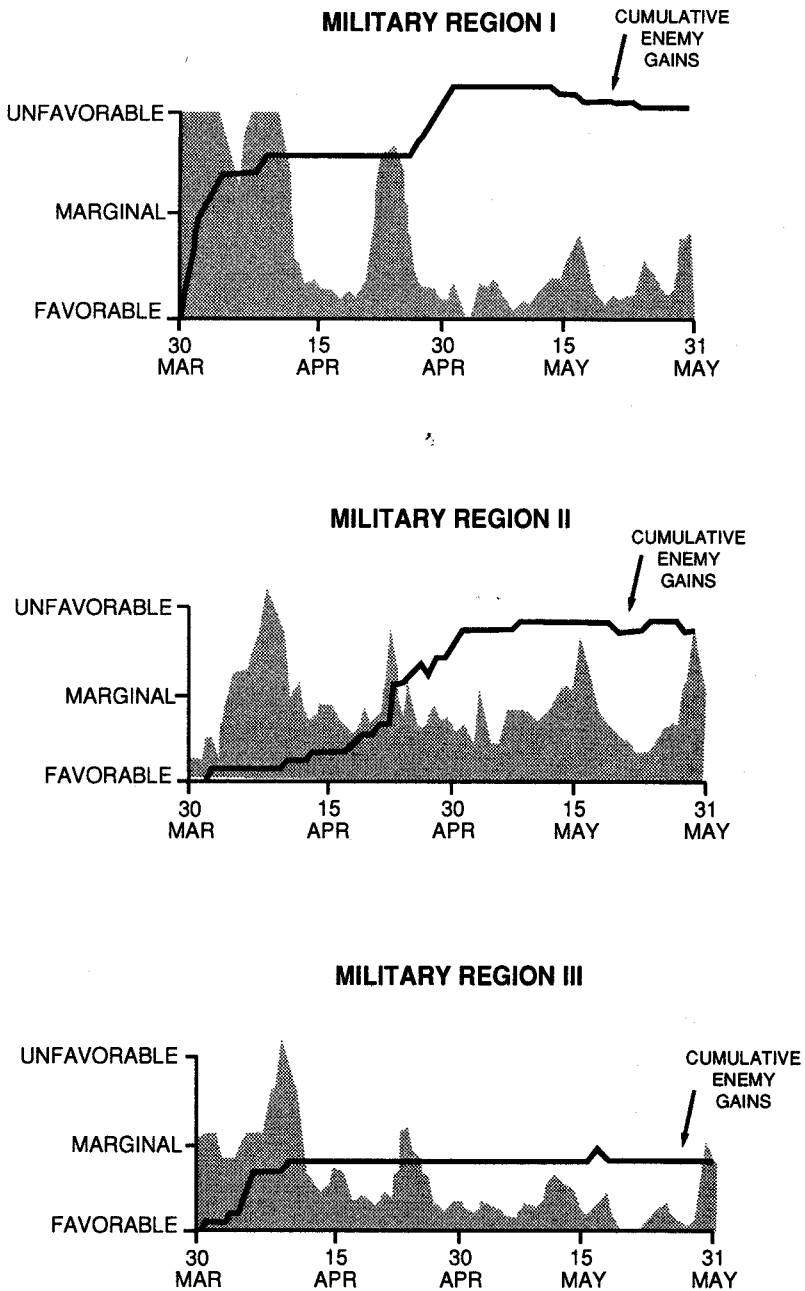 MILITARY REGION I
CUMULATIVE
ENEMY
GAINS
UNFAVORABLE
MARGINAL
FAVORABLE
30
MAR
15
APR
30
APR
15
MAY
31
MAY
MILITARY REGION II
CUMULATIVE
ENEMY
GAINS
UNFAVORABLE
MARGINAL
FAVORABLE
30
MAR
15
APR
30
APR
15
MAY
31
MAY
MILITARY REGION III
CUMULATIVE
ENEMY
GAINS
UNFAVORABLE
MARGINAL
FAVORABLE
30
MAR
15
APR
30
APR
15
MAY
31
MAY